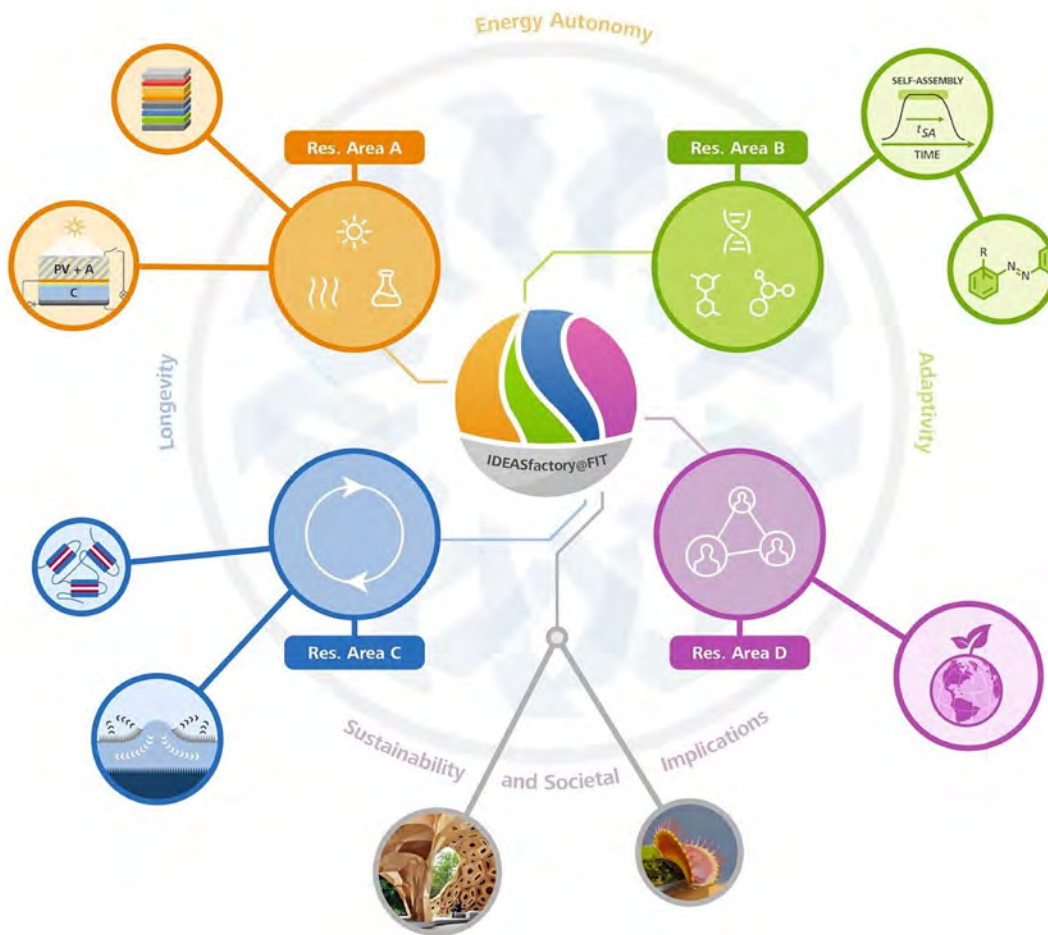 Energy Autonomy
SELF-ASSEMBLY
tSA
TIME
Res. Area A
Res. Area B
R
N
N
PV + A
C
Longevity
Adaptivity
IDEASfactory@FIT
Res. Area C
Res. Area D
Sustainability and Societal Implications